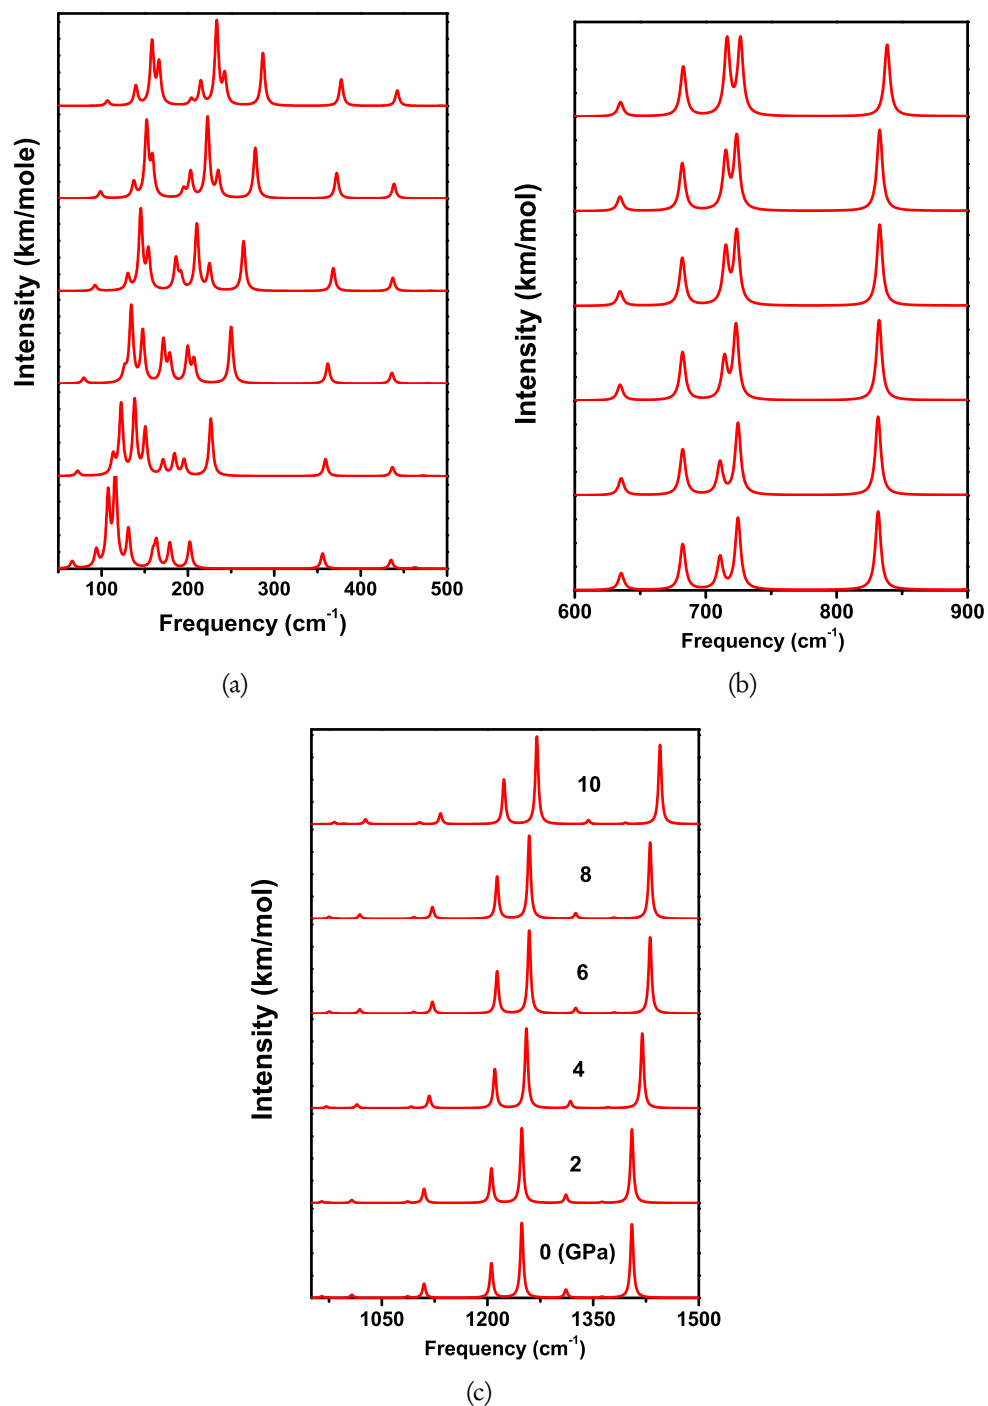 Intensity (km/mole)
100 200 300 400 500
Frequency (cm⁻¹)
(a)
Intensity (km/mol)
600 700 800 900
Frequency (cm⁻¹)
(b)
Intensity (km/mol)
10
8
6
4
2
0 (GPa)
1050 1200 1350 1500
Frequency (cm⁻¹)
(c)